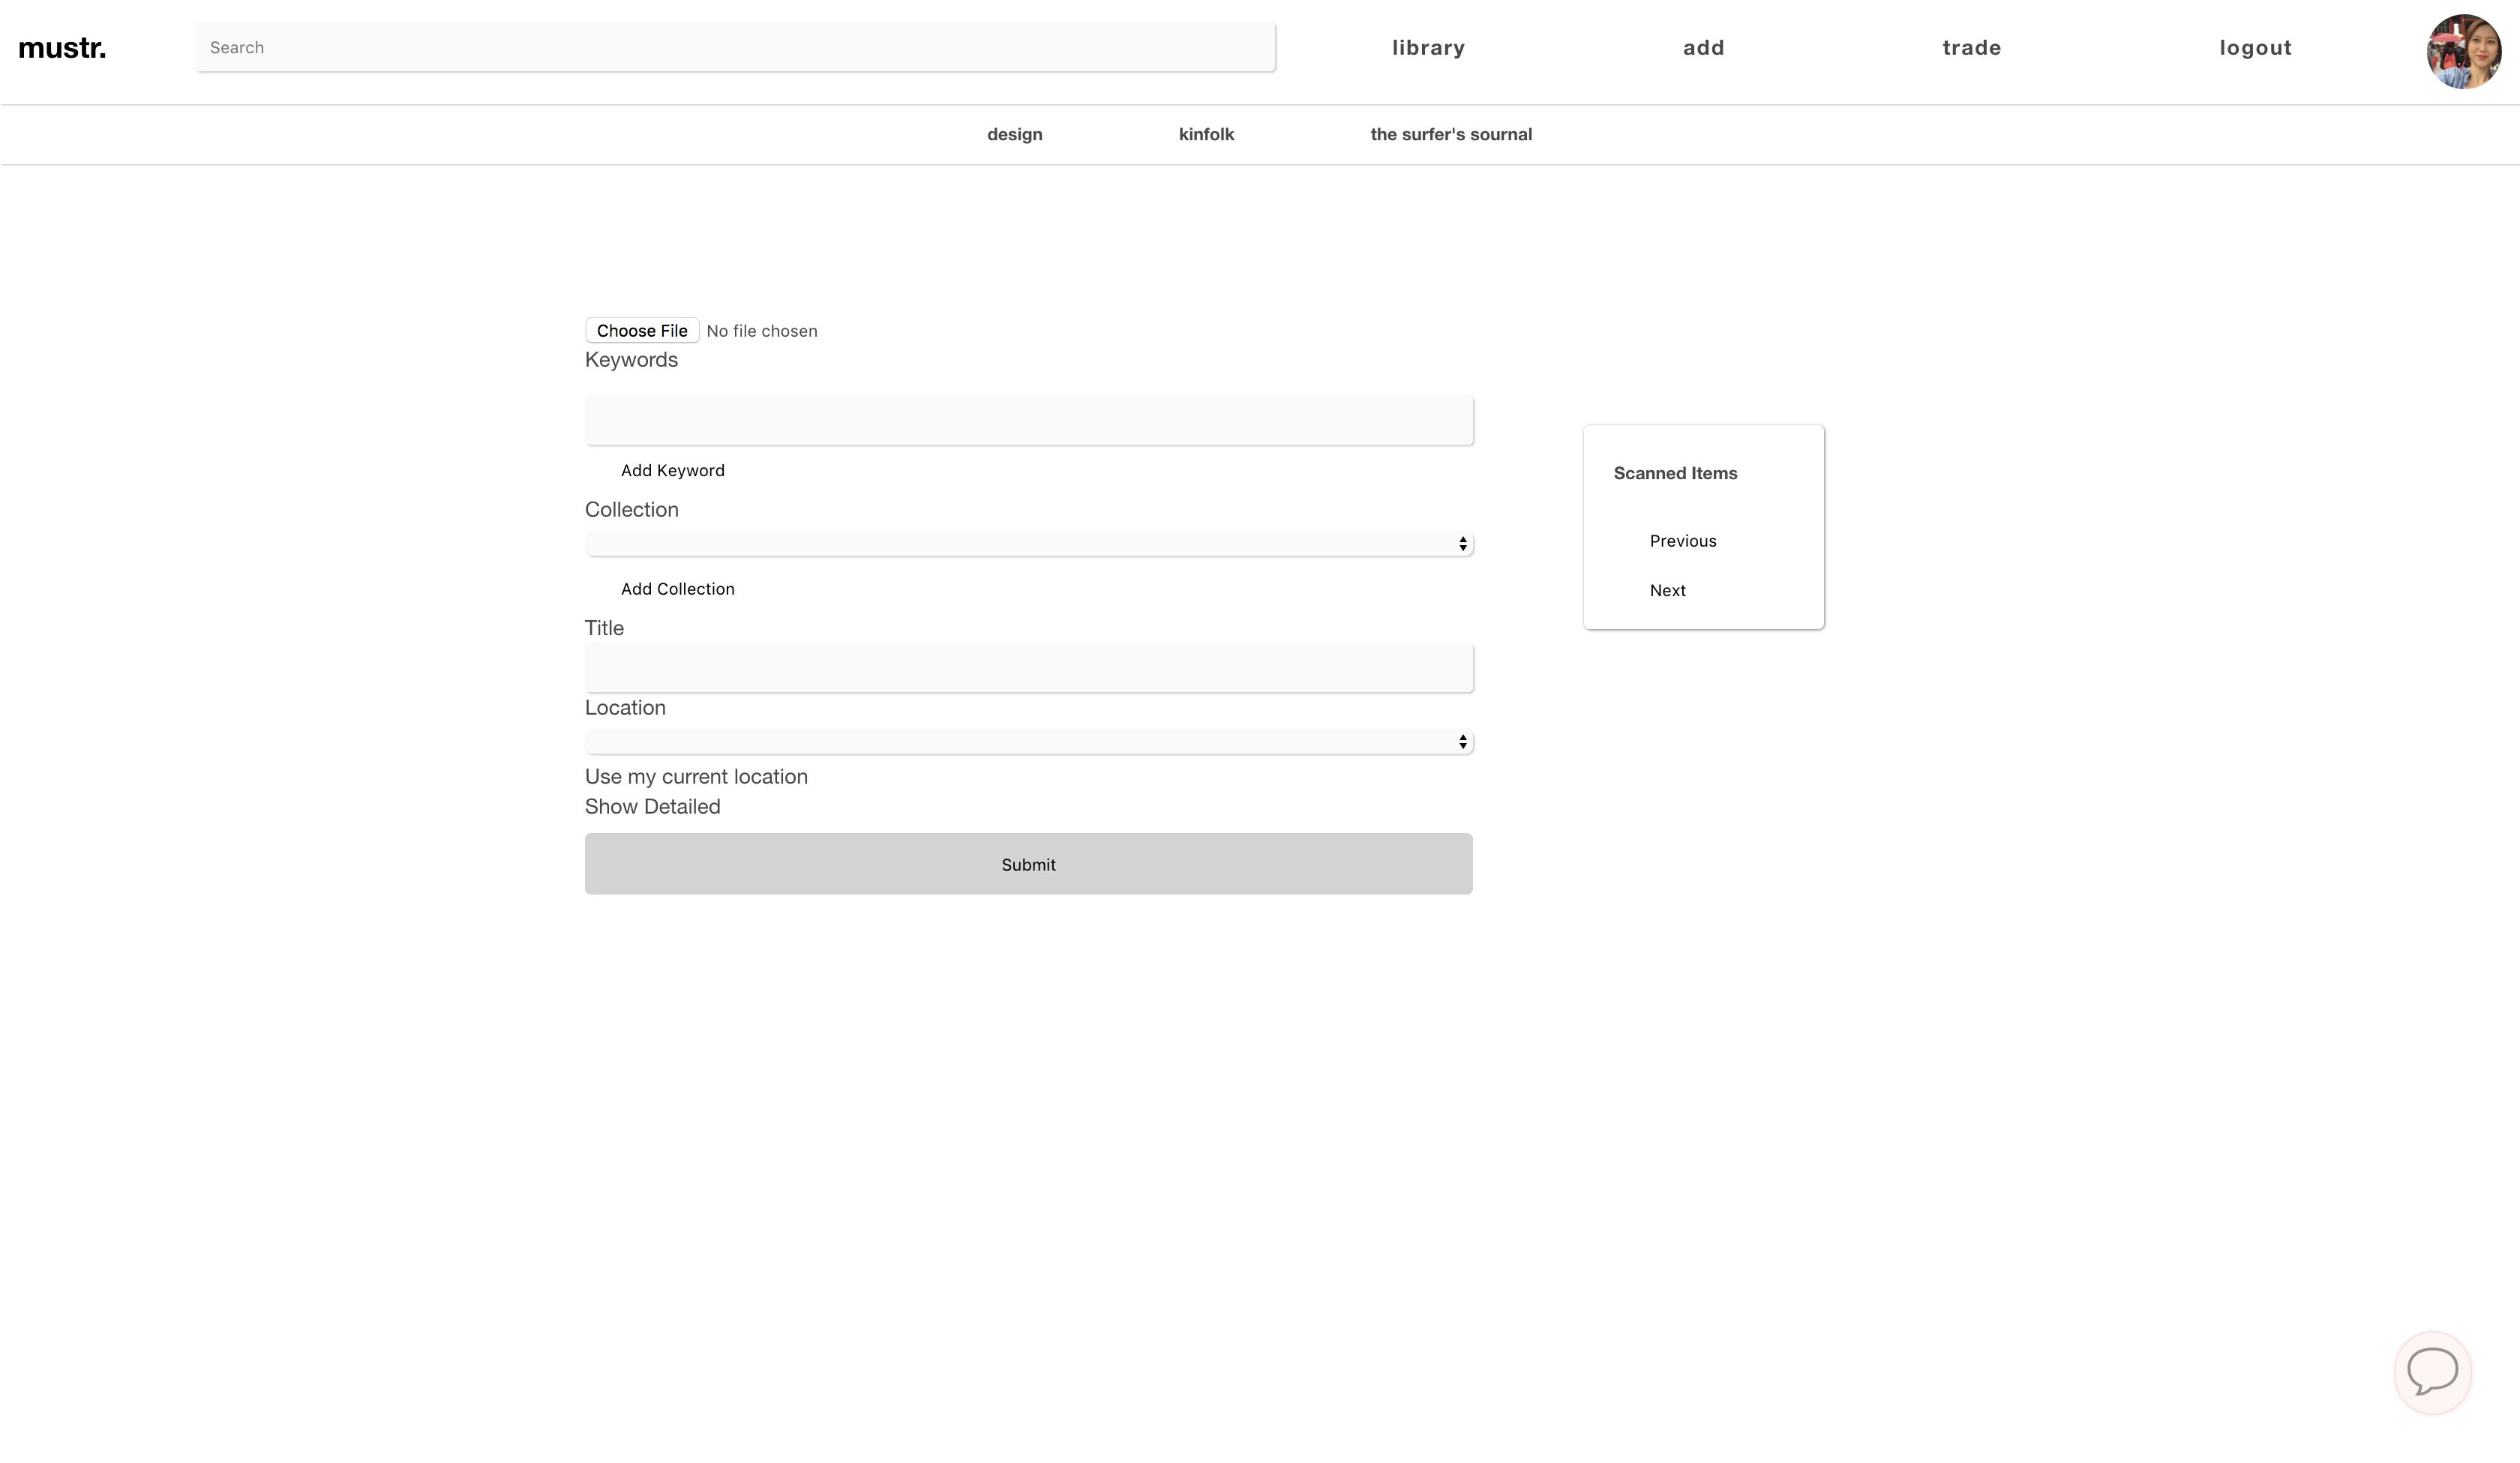 mustr.
Search
library
add
trade
logout
design
kinfolk
the surfer's sournal
Choose File No file chosen
Keywords
Add Keyword
Collection
Add Collection
Title
Location
Use my current location
Show Detailed
Submit
Scanned Items
Previous
Next